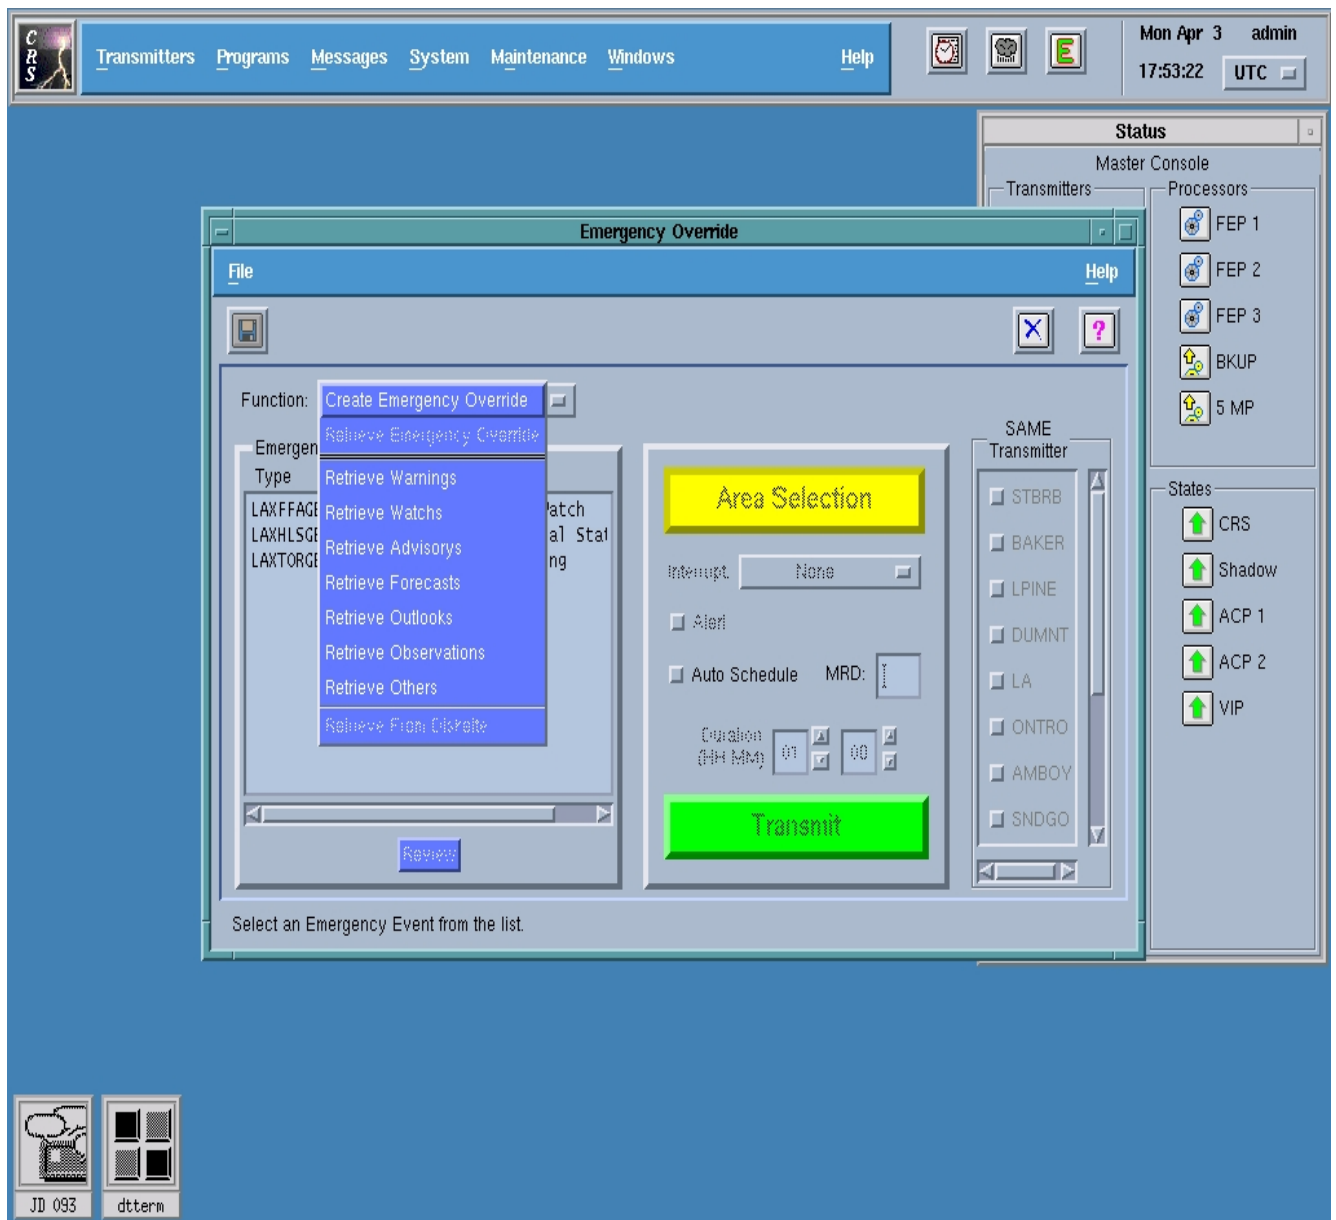 CRS
Transmitters Programs Messages System Maintenance Windows Help
E
Mon Apr 3 admin
17:53:22 UTC
Status
Master Console
Transmitters
Processors
FEP 1
FEP 2
FEP 3
BKUP
5 MP
States
CRS
Shadow
ACP 1
ACP 2
VIP
Emergency Override
File Help
?
Function: Create Emergency Override
Retrieve Emergency Override
Retrieve Warnings
Retrieve Watchs
Retrieve Advisorys
Retrieve Forecasts
Retrieve Outlooks
Retrieve Observations
Retrieve Others
Retrieve From Diskette
Emergen
Type
LAXFFAGE atch
LAXHLSGE al Stat
LAXTORGE ng
Review
Area Selection
Interrupt. None
Alert
Auto Schedule MRD:
Duration
(HH MM) 01 00
Transmit
SAME
Transmitter
STBRB
BAKER
LPINE
DUMNT
LA
ONTRO
AMBOY
SNDGO
Select an Emergency Event from the list.
JD 093 dtterm